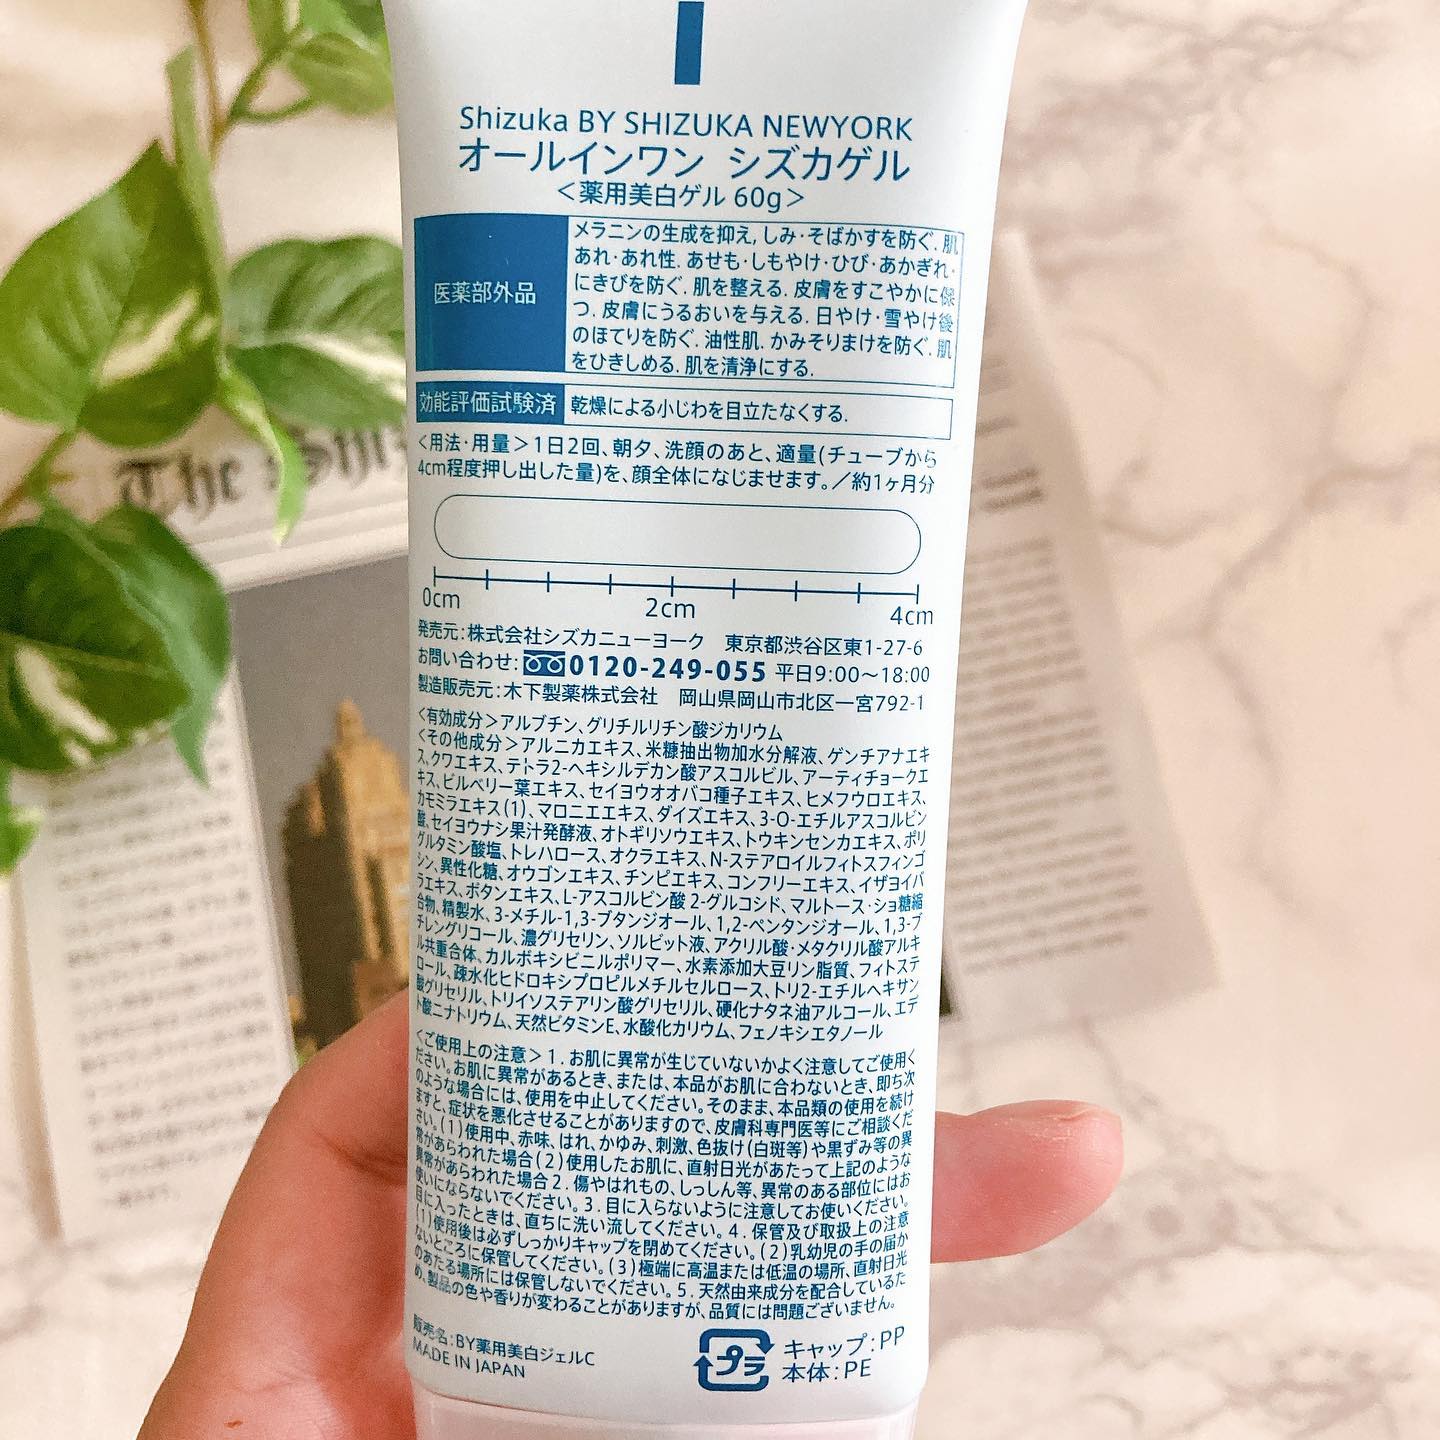 Shizuka BY SHIZUKA NEWYORK
オールインワン シズカゲル
＜薬用美白ゲル 60g＞
医薬部外品
メラニンの生成を抑え, しみ・そばかすを防ぐ. 肌
あれ・あれ性. あせも・しもやけ・ひび・あかぎれ・
にきびを防ぐ. 肌を整える. 皮膚をすこやかに保
つ. 皮膚にうるおいを与える. 日やけ・雪やけ後
のほてりを防ぐ. 油性肌. かみそりまけを防ぐ. 肌
をひきしめる. 肌を清浄にする.
効能評価試験済
乾燥による小じわを目立たなくする.
＜用法・用量＞1日2回、朝夕、洗顔のあと、適量(チューブから
4cm程度押し出した量)を、顔全体になじませます。／約1ヶ月分
0cm 2cm 4cm
発売元：株式会社シズカニューヨーク 東京都渋谷区東1-27-6
お問い合わせ：0120-249-055 平日9:00～18:00
製造販売元：木下製薬株式会社 岡山県岡山市北区一宮792-1
＜有効成分＞アルブチン、グリチルリチン酸ジカリウム
＜その他成分＞アルニカエキス、米糠抽出物加水分解液、ゲンチアナエキ
ス、クワエキス、テトラ2-ヘキシルデカン酸アスコルビル、アーティチョークエ
キス、ビルベリー葉エキス、セイヨウオオバコ種子エキス、ヒメフウロエキス、
カモミラエキス(1)、マロニエエキス、ダイズエキス、3-O-エチルアスコルビン
酸、セイヨウナシ果汁発酵液、オトギリソウエキス、トウキンセンカエキス、ポリ
グルタミン酸塩、トレハロース、オクラエキス、N-ステアロイルフィトスフィンゴ
シン、異性化糖、オウゴンエキス、チンピエキス、コンフリーエキス、イザヨイバ
ラエキス、ボタンエキス、L-アスコルビン酸 2-グルコシド、マルトース・ショ糖縮
合物、精製水、3-メチル-1,3-ブタンジオール、1,2-ペンタンジオール、1,3-ブ
チレングリコール、濃グリセリン、ソルビット液、アクリル酸・メタクリル酸アルキ
ル共重合体、カルボキシビニルポリマー、水素添加大豆リン脂質、フィトステ
ロール、疎水化ヒドロキシプロピルメチルセルロース、トリ2-エチルヘキサン
酸グリセリル、トリイソステアリン酸グリセリル、硬化ナタネ油アルコール、エデ
ト酸二ナトリウム、天然ビタミンE、水酸化カリウム、フェノキシエタノール
＜ご使用上の注意＞1．お肌に異常が生じていないかよく注意してご使用く
ださい。お肌に異常があるとき、または、本品がお肌に合わないとき、即ち次
のような場合には、使用を中止してください。そのまま、本品類の使用を続け
ますと、症状を悪化させることがありますので、皮膚科専門医等にご相談くだ
さい。(1)使用中、赤味、はれ、かゆみ、刺激、色抜け(白斑等)や黒ずみ等の異
常があらわれた場合(2)使用したお肌に、直射日光があたって上記のような
異常があらわれた場合2．傷やはれもの、しっしん等、異常のある部位にはお
使いにならないでください。3．目に入らないように注意してお使いください。
目に入ったときは、直ちに洗い流してください。4．保管及び取扱上の注意
(1)使用後は必ずしっかりキャップを閉めてください。(2)乳幼児の手の届か
ないところに保管してください。(3)極端に高温または低温の場所、直射日光
のあたる場所には保管しないでください。5．天然由来成分を配合しているた
め、製品の色や香りが変わることがありますが、品質には問題ございません。
販売名：BY薬用美白ジェルC
MADE IN JAPAN
プラ
キャップ：PP
本体：PE
The Shi